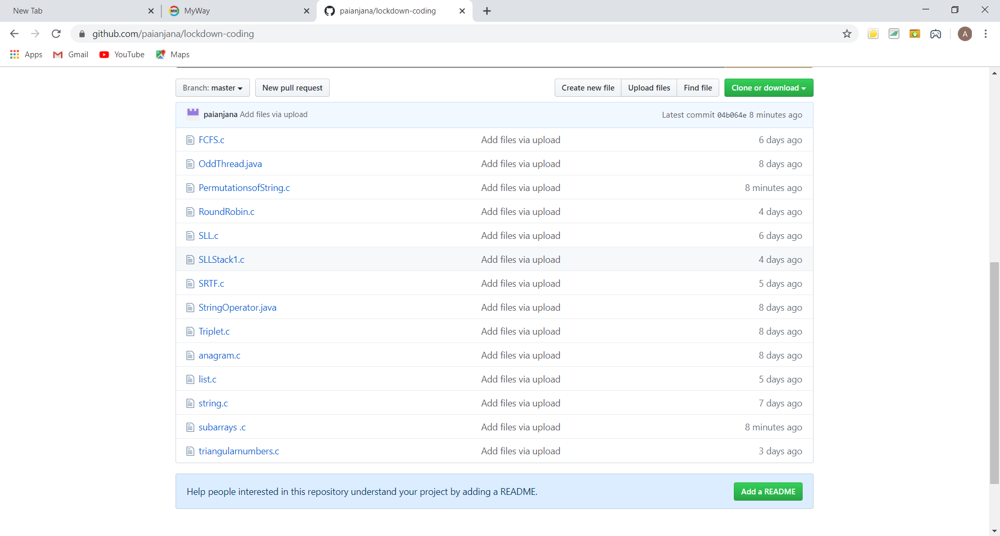 New Tab MyWay paianjana/lockdown-coding
github.com/paianjana/lockdown-coding A
Apps Gmail YouTube Maps
Branch: master New pull request Create new file Upload files Find file Clone or download
paianjana Add files via upload Latest commit 04b064e 8 minutes ago
FCFS.c Add files via upload 6 days ago
OddThread.java Add files via upload 8 days ago
PermutationsofString.c Add files via upload 8 minutes ago
RoundRobin.c Add files via upload 4 days ago
SLL.c Add files via upload 6 days ago
SLLStack1.c Add files via upload 4 days ago
SRTF.c Add files via upload 5 days ago
StringOperator.java Add files via upload 8 days ago
Triplet.c Add files via upload 8 days ago
anagram.c Add files via upload 8 days ago
list.c Add files via upload 5 days ago
string.c Add files via upload 7 days ago
subarrays .c Add files via upload 8 minutes ago
triangularnumbers.c Add files via upload 3 days ago
Help people interested in this repository understand your project by adding a README. Add a README